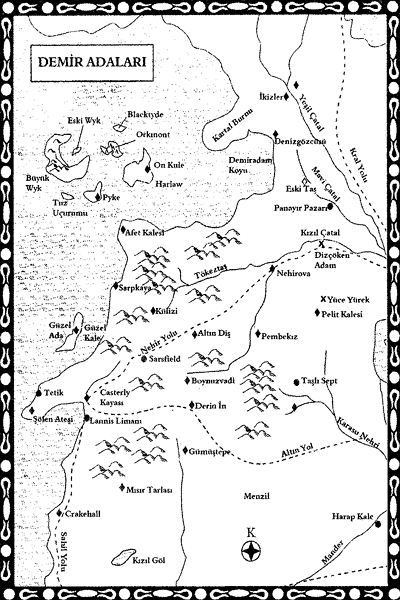 DEMİR ADALARI
İkizler
Yeşil Çatal
Kartal Burnu
Kral Yolu
Eski Wyk
Blacktyde
Orkmont
Denizgözcüsü
On Kule
Harlaw
Demiradam
Koyu
Mavi Çatal
Büyük
Wyk
Pyke
Tuz
Uçurumu
Eski Taş
Panayır Pazarı
Afet Kalesi
Kızıl Çatal
Dizçöken
Adam
Tökeztaş
Nehirova
Sarpkaya
Yüce Yürek
Pelit Kalesi
Külfizi
Güzel
Ada
Güzel
Kale
Altın Diş
Pembekız
Nehir Yolu
Sarsfield
Boynuzvadi
Taşlı Sept
Tetik
Casterly
Kayası
Derin İn
Şölen Ateşi
Lannis Limanı
Karasu Nehri
Gümüştepe
Altın Yol
Mısır Tarlası
Menzil
Crakehall
Harap Kale
K
Sahil Yolu
Kızıl Göl
Mander